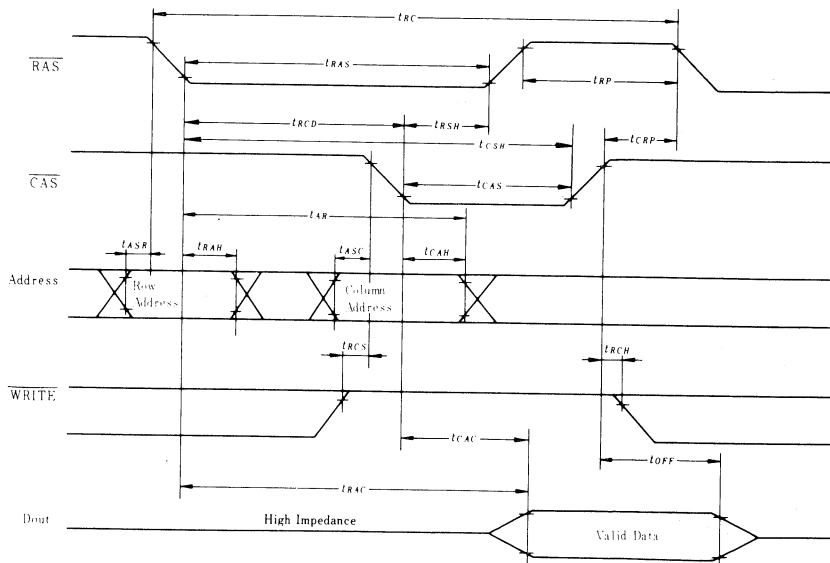 tRC
RAS
tRAS
tRP
tRCD
tRSH
tCSH
tCRP
CAS
tCAS
tAR
tASR
tRAH
tASC
tCAH
Address
Row
Address
Column
Address
tRCS
tRCH
WRITE
tCAC
tOFF
tRAC
Dout
High Impedance
Valid Data